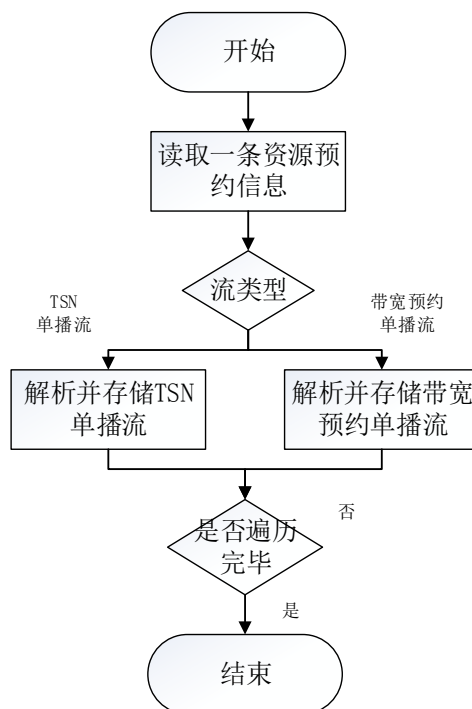 开始
读取一条资源预
约信息
流类型
TSN
单播流
带宽预约
单播流
解析并存储TSN
单播流
解析并存储带宽
预约单播流
是否遍历
完毕
否
是
结束